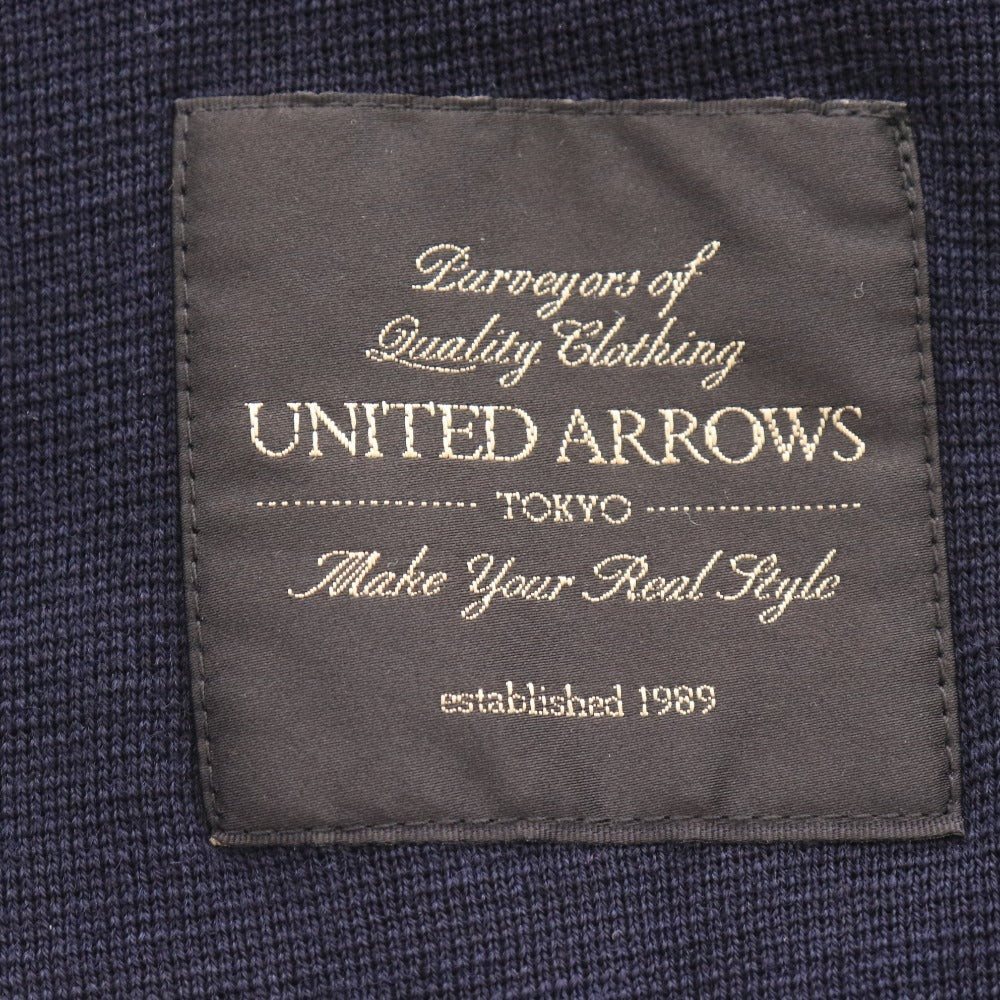 Purveyors of
Quality Clothing
UNITED ARROWS
TOKYO
Make Your Real Style
established 1989